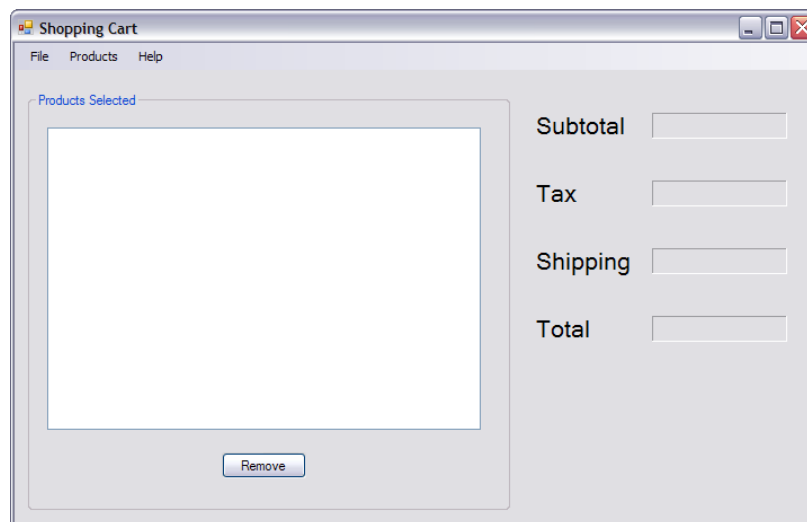 Shopping Cart
File Products Help
Products Selected
Subtotal
Tax
Shipping
Total
Remove